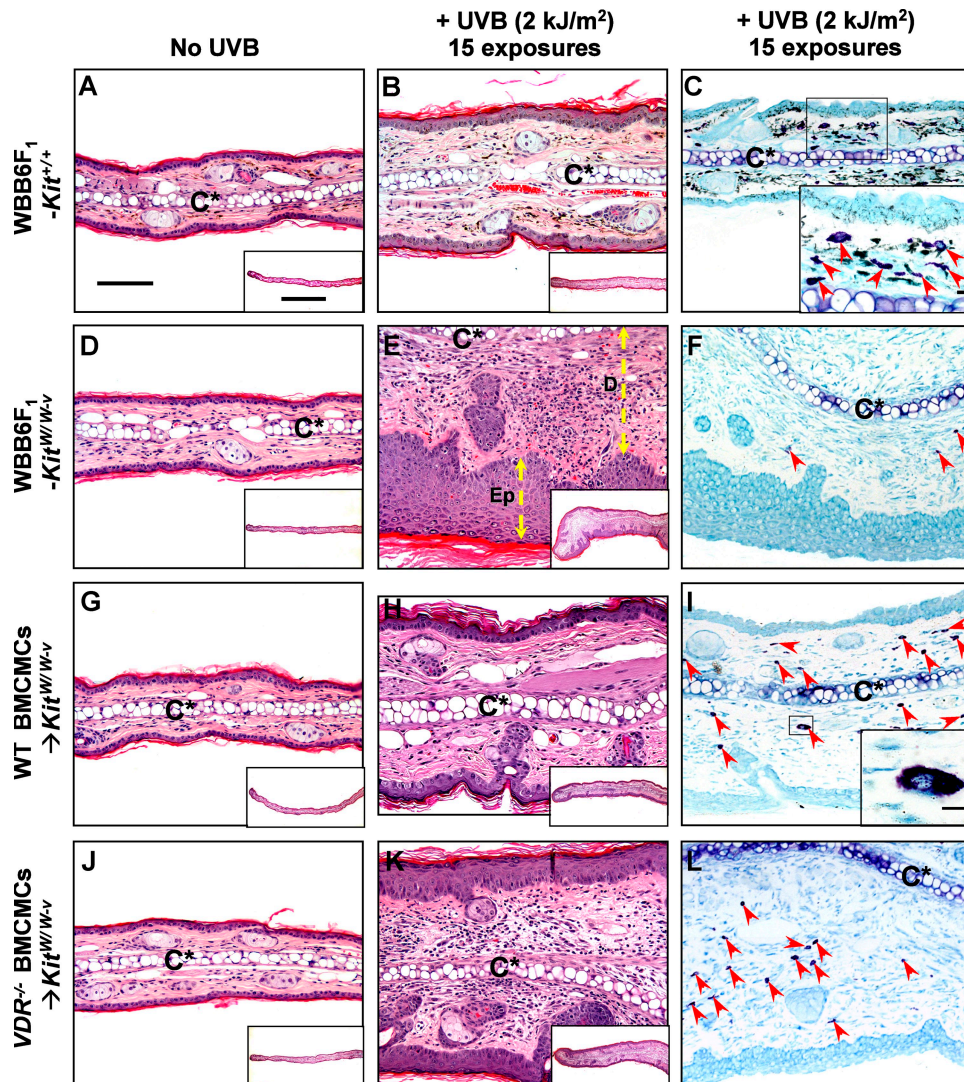 No UVB
+ UVB (2 kJ/m²)
15 exposures
+ UVB (2 kJ/m²)
15 exposures
WBB6F₁
-Kit⁺/⁺
A
C*
B
C*
C
C*
WBB6F₁
-Kitᵂ/ᵂ⁻ᵛ
D
C*
E
C*
D
Ep
F
C*
WT BMCMCs
→Kitᵂ/ᵂ⁻ᵛ
G
C*
H
C*
I
C*
VDR⁻/⁻ BMCMCs
→Kitᵂ/ᵂ⁻ᵛ
J
C*
K
C*
L
C*